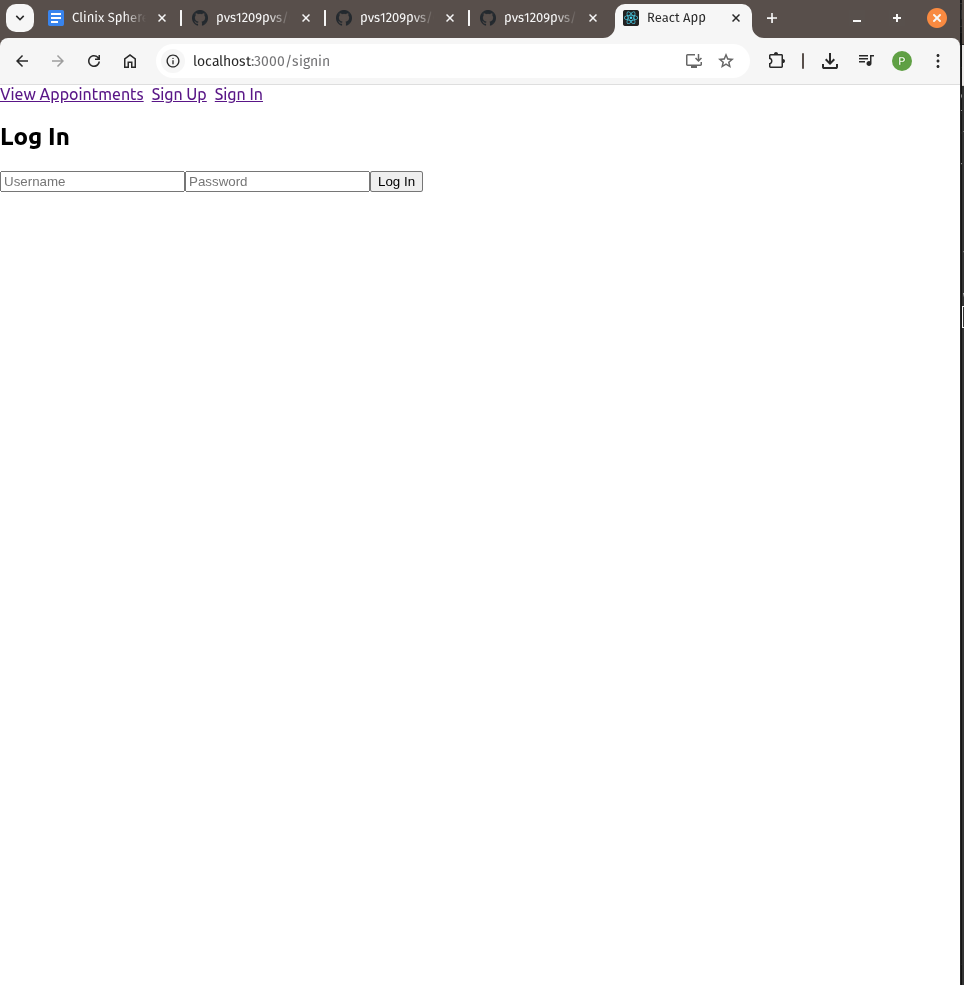 Clinix Spher pvs1209pvs/ pvs1209pvs/ pvs1209pvs/ React App
localhost:3000/signin P
View Appointments Sign Up Sign In
Log In
Username Password Log In